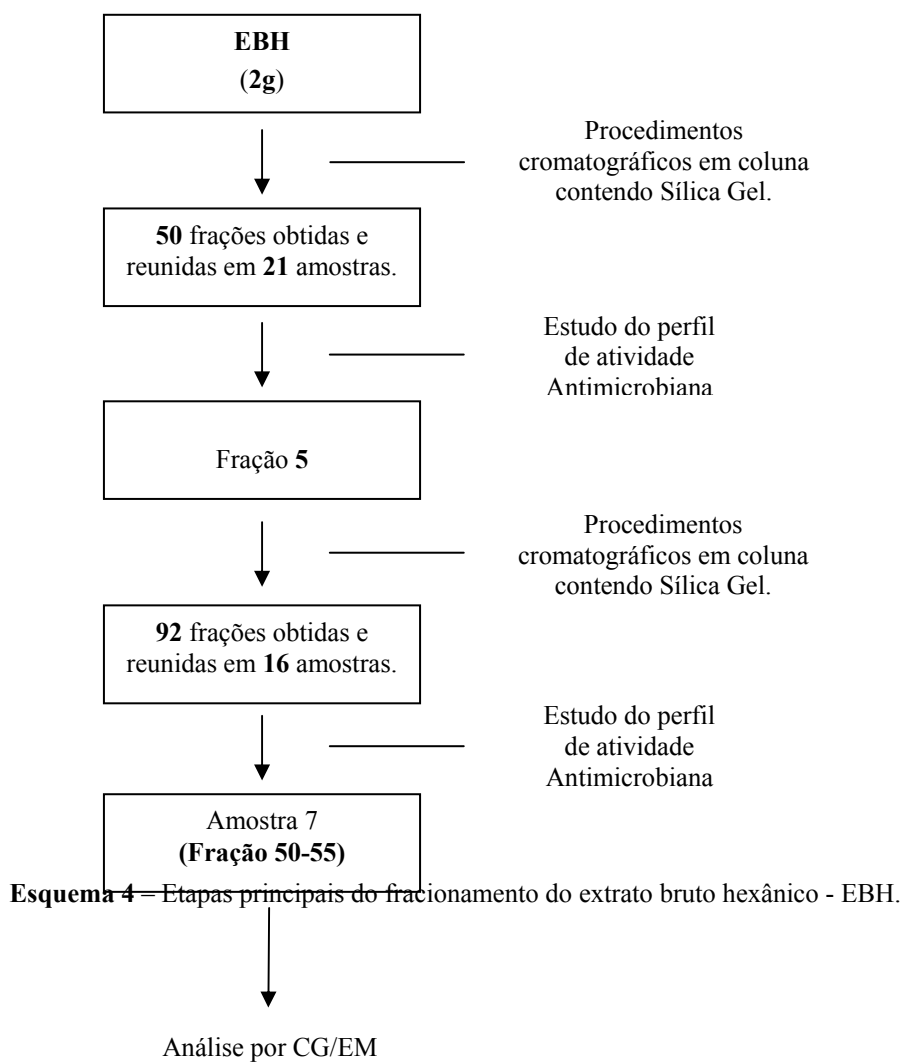 EBH
(2g)
Procedimentos
cromatográficos em coluna
contendo Sílica Gel.
50 frações obtidas e
reunidas em 21 amostras.
Estudo do perfil
de atividade
Antimicrobiana
Fração 5
Procedimentos
cromatográficos em coluna
contendo Sílica Gel.
92 frações obtidas e
reunidas em 16 amostras.
Estudo do perfil
de atividade
Antimicrobiana
Amostra 7
(Fração 50-55)
Esquema 4 – Etapas principais do fracionamento do extrato bruto hexânico - EBH.
Análise por CG/EM